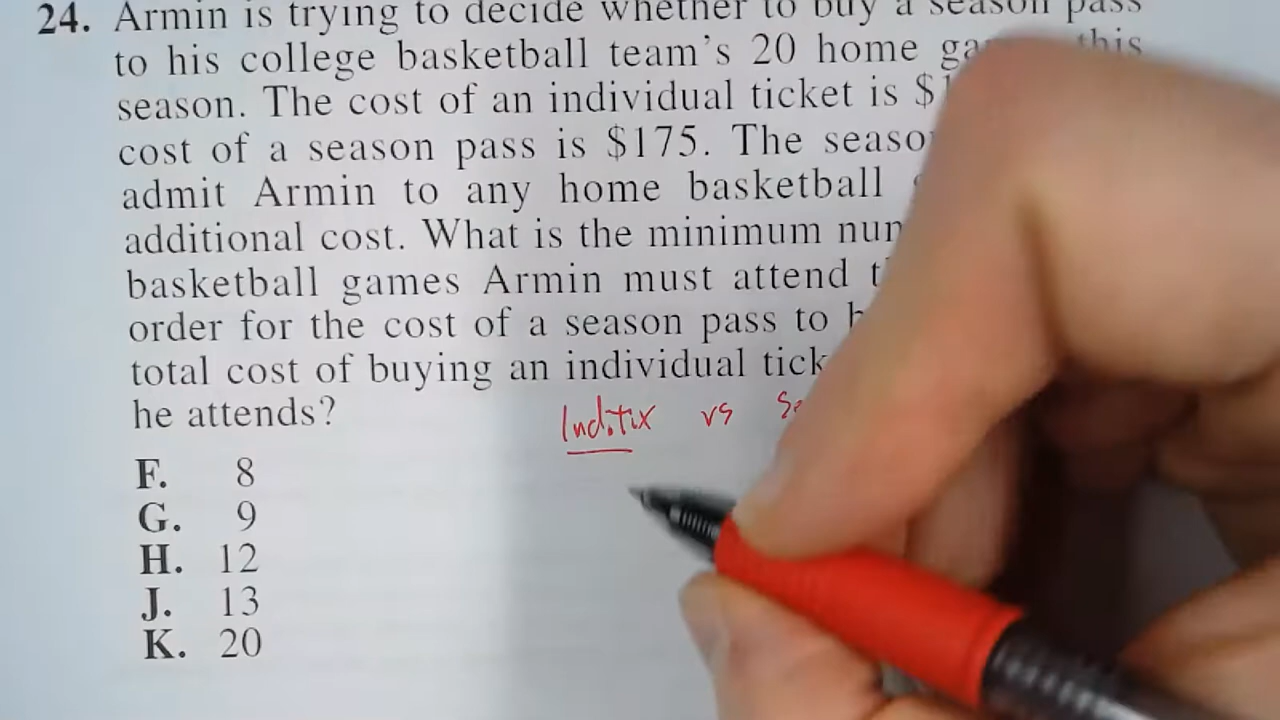 24. Armin is trying to decide whether to buy a season pass
to his college basketball team's 20 home this
season. The cost of an individual ticket is
cost of a season pass is $175. The
admit Armin to any home basketball
additional cost. What is the minimum
basketball games Armin must attend
order for the cost of a season pass to
total cost of buying an individual
he attends?
Ind.tix vs
F. 8
G. 9
H. 12
J. 13
K. 20